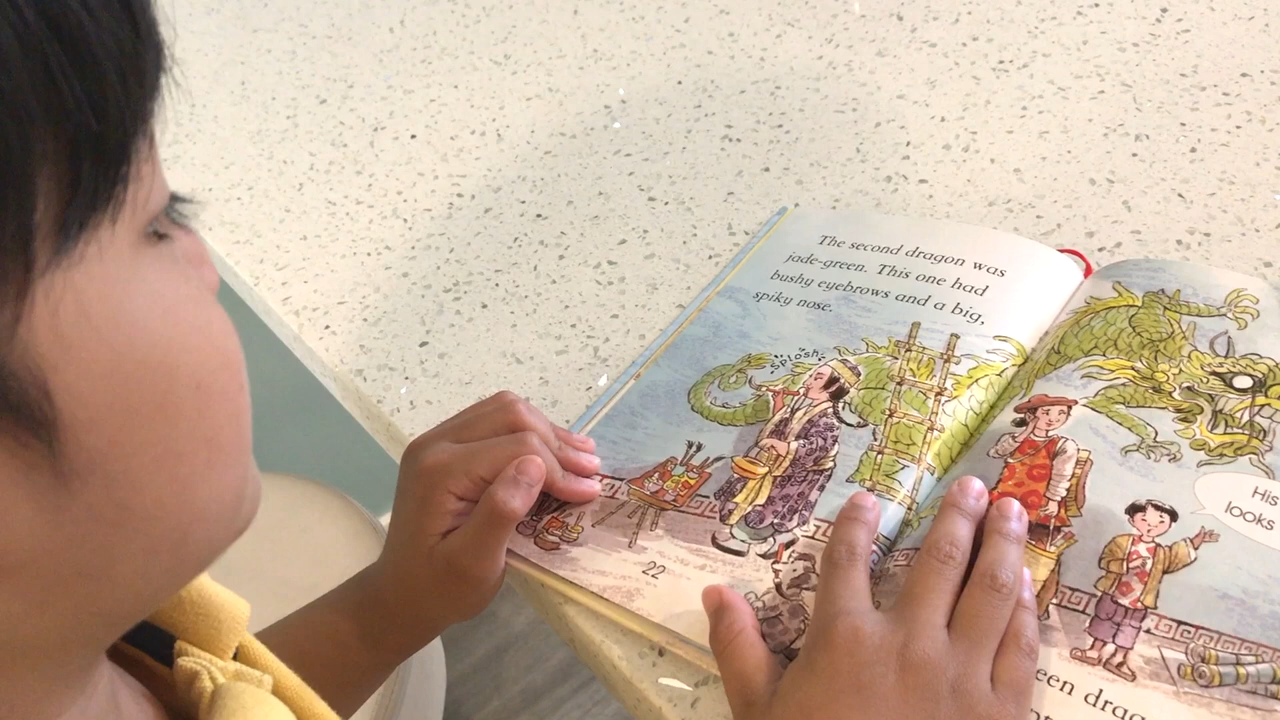 The second dragon was
jade-green. This one had
bushy eyebrows and a big,
spiky nose.
splosh
His
looks
22
een drag